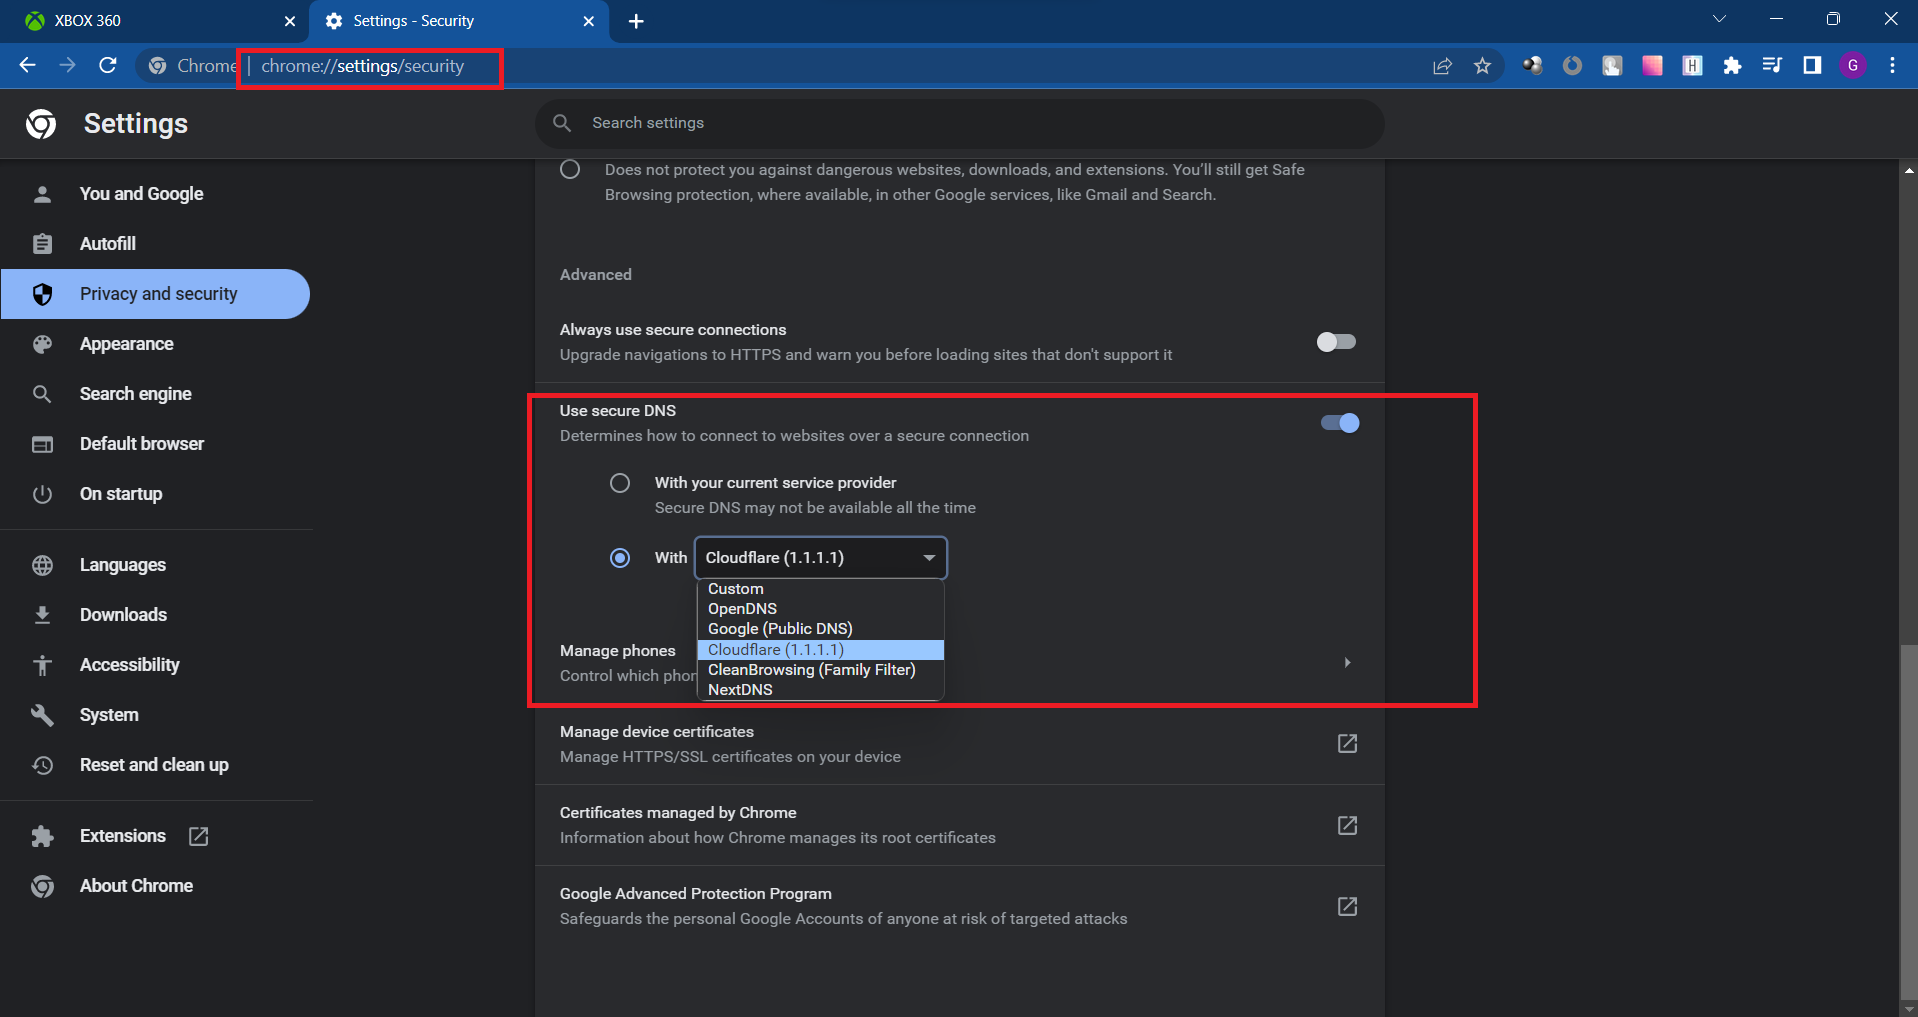 XBOX 360
Settings - Security
Chrome | chrome://settings/security
G
Settings
Search settings
You and Google
Autofill
Privacy and security
Appearance
Search engine
Default browser
On startup
Languages
Downloads
Accessibility
System
Reset and clean up
Extensions
About Chrome
Does not protect you against dangerous websites, downloads, and extensions. You’ll still get Safe
Browsing protection, where available, in other Google services, like Gmail and Search.
Advanced
Always use secure connections
Upgrade navigations to HTTPS and warn you before loading sites that don't support it
Use secure DNS
Determines how to connect to websites over a secure connection
With your current service provider
Secure DNS may not be available all the time
With Cloudflare (1.1.1.1)
Custom
OpenDNS
Google (Public DNS)
Cloudflare (1.1.1.1)
CleanBrowsing (Family Filter)
NextDNS
Manage phones
Control which phon
Manage device certificates
Manage HTTPS/SSL certificates on your device
Certificates managed by Chrome
Information about how Chrome manages its root certificates
Google Advanced Protection Program
Safeguards the personal Google Accounts of anyone at risk of targeted attacks